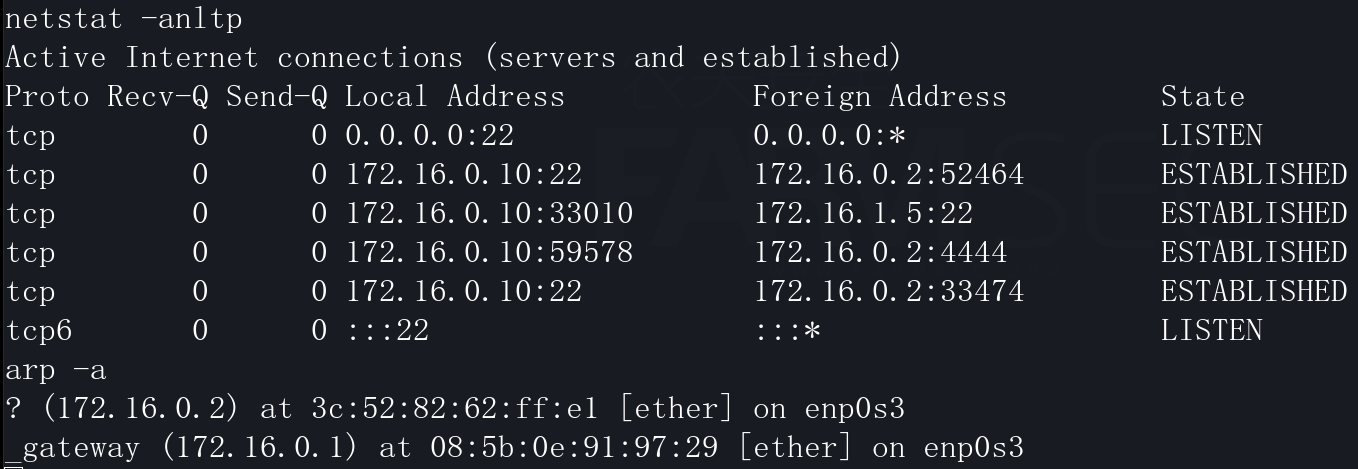 netstat -anltp
Active Internet connections (servers and established)
Proto Recv-Q Send-Q Local Address           Foreign Address         State
tcp        0      0 0.0.0.0:22              0.0.0.0:*               LISTEN
tcp        0      0 172.16.0.10:22          172.16.0.2:52464        ESTABLISHED
tcp        0      0 172.16.0.10:33010       172.16.1.5:22           ESTABLISHED
tcp        0      0 172.16.0.10:59578       172.16.0.2:4444         ESTABLISHED
tcp        0      0 172.16.0.10:22          172.16.0.2:33474        ESTABLISHED
tcp6       0      0 :::22                   :::*                    LISTEN
arp -a
? (172.16.0.2) at 3c:52:82:62:ff:e1 [ether] on enp0s3
_gateway (172.16.0.1) at 08:5b:0e:91:97:29 [ether] on enp0s3